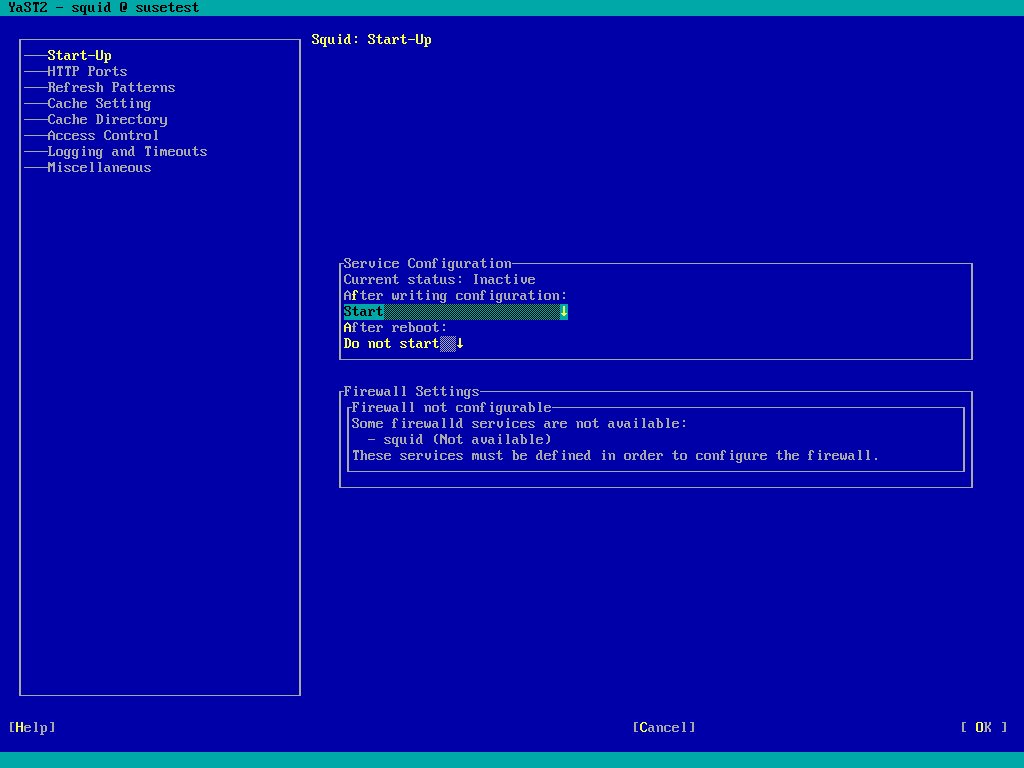 YaST2 - squid @ susetest
Squid: Start-Up
Start-Up
HTTP Ports
Refresh Patterns
Cache Setting
Cache Directory
Access Control
Logging and Timeouts
Miscellaneous
Service Configuration
Current status: Inactive
After writing configuration:
Start ↓
After reboot:
Do not start ↓
Firewall Settings
Firewall not configurable
Some firewalld services are not available:
- squid (Not available)
These services must be defined in order to configure the firewall.
[Help] [Cancel] [ OK ]